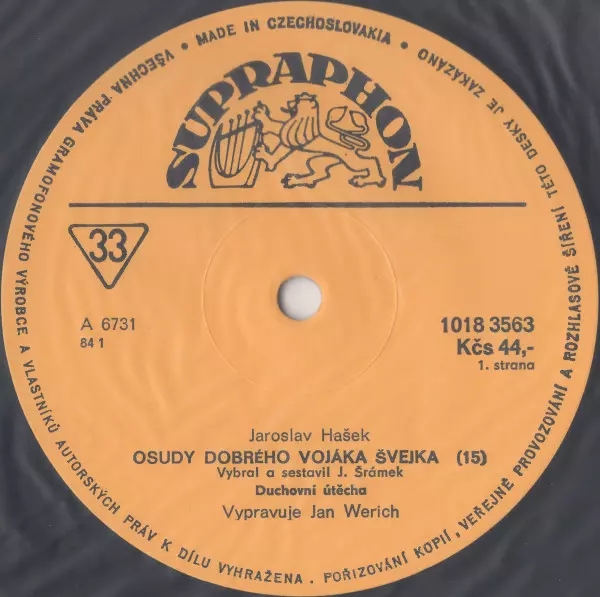 VŠECHNA PRÁVA GRAMOFONOVÉHO VÝROBCE A VLASTNÍKŮ AUTORSKÝCH PRÁV K DÍLU VYHRAŽENA. POŘIZOVÁNÍ KOPIÍ, VEŘEJNÉ PROVOZOVÁNÍ A ROZHLASOVÉ ŠÍŘENÍ TÉTO DESKY JE ZAKÁZÁNO
• MADE IN CZECHOSLOVAKIA •
SUPRAPHON
33
A 6731
84 1
1018 3563
Kčs 44,-
1. strana
Jaroslav Hašek
OSUDY DOBRÉHO VOJÁKA ŠVEJKA (15)
Vybral a sestavil J. Šrámek
Duchovní útěcha
Vypravuje Jan Werich